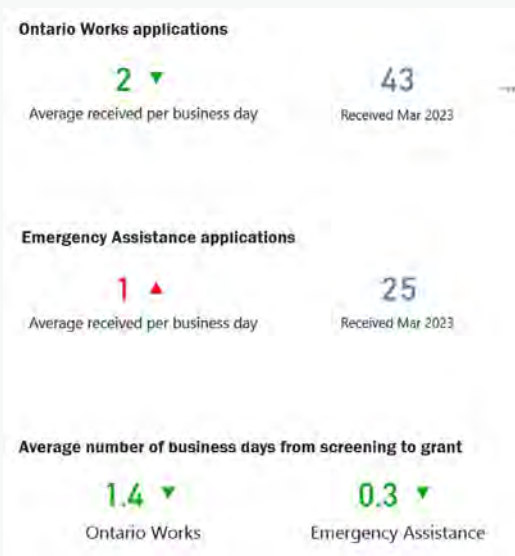 Ontario Works applications
2 ▼ 43
Average received per business day Received Mar 2023
Emergency Assistance applications
1 ▲ 25
Average received per business day Received Mar 2023
Average number of business days from screening to grant
1.4 ▼ 0.3 ▼
Ontario Works Emergency Assistance